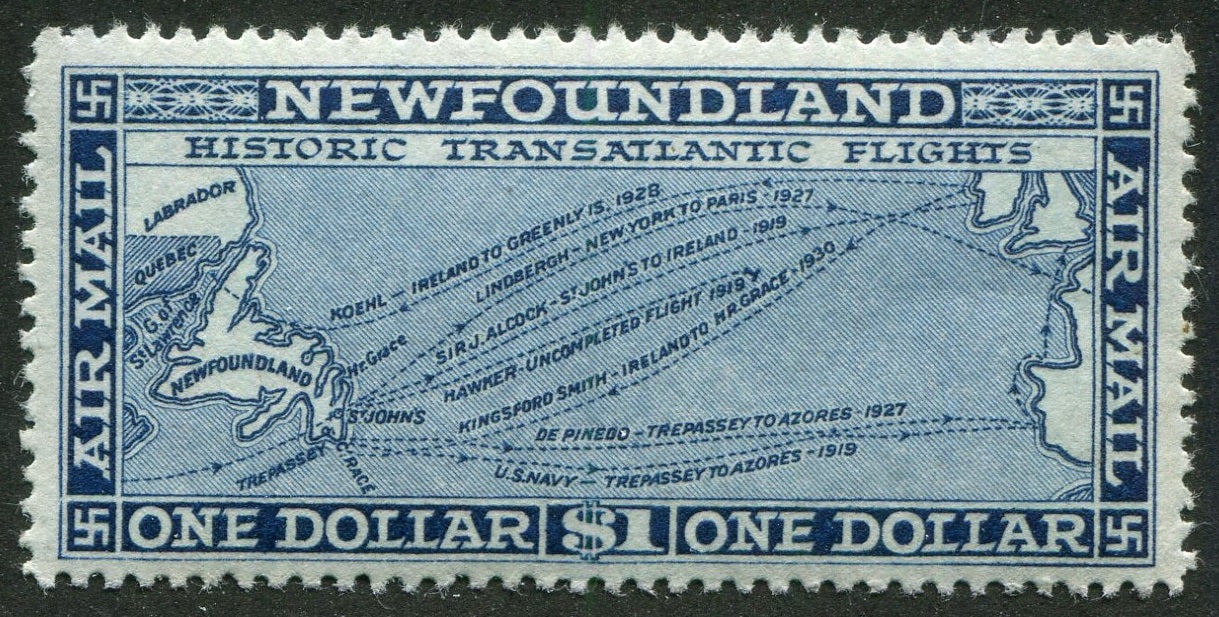 NEWFOUNDLAND
HISTORIC TRANSATLANTIC FLIGHTS
AIR MAIL
AIR MAIL
LABRADOR
QUEBEC
G. of
St. Lawrence
NEWFOUNDLAND
Hr. Grace
ST JOHN'S
TREPASSEY
C. RACE
KOEHL — IRELAND TO GREENLY IS. 1928
LINDBERGH - NEW YORK TO PARIS - 1927
SIR J. ALCOCK - ST JOHN'S TO IRELAND - 1919
HAWKER - UNCOMPLETED FLIGHT 1919
KINGSFORD SMITH - IRELAND TO HR. GRACE - 1930
DE PINEDO - TREPASSEY TO AZORES - 1927
U.S. NAVY — TREPASSEY TO AZORES - 1919
ONE DOLLAR $1 ONE DOLLAR